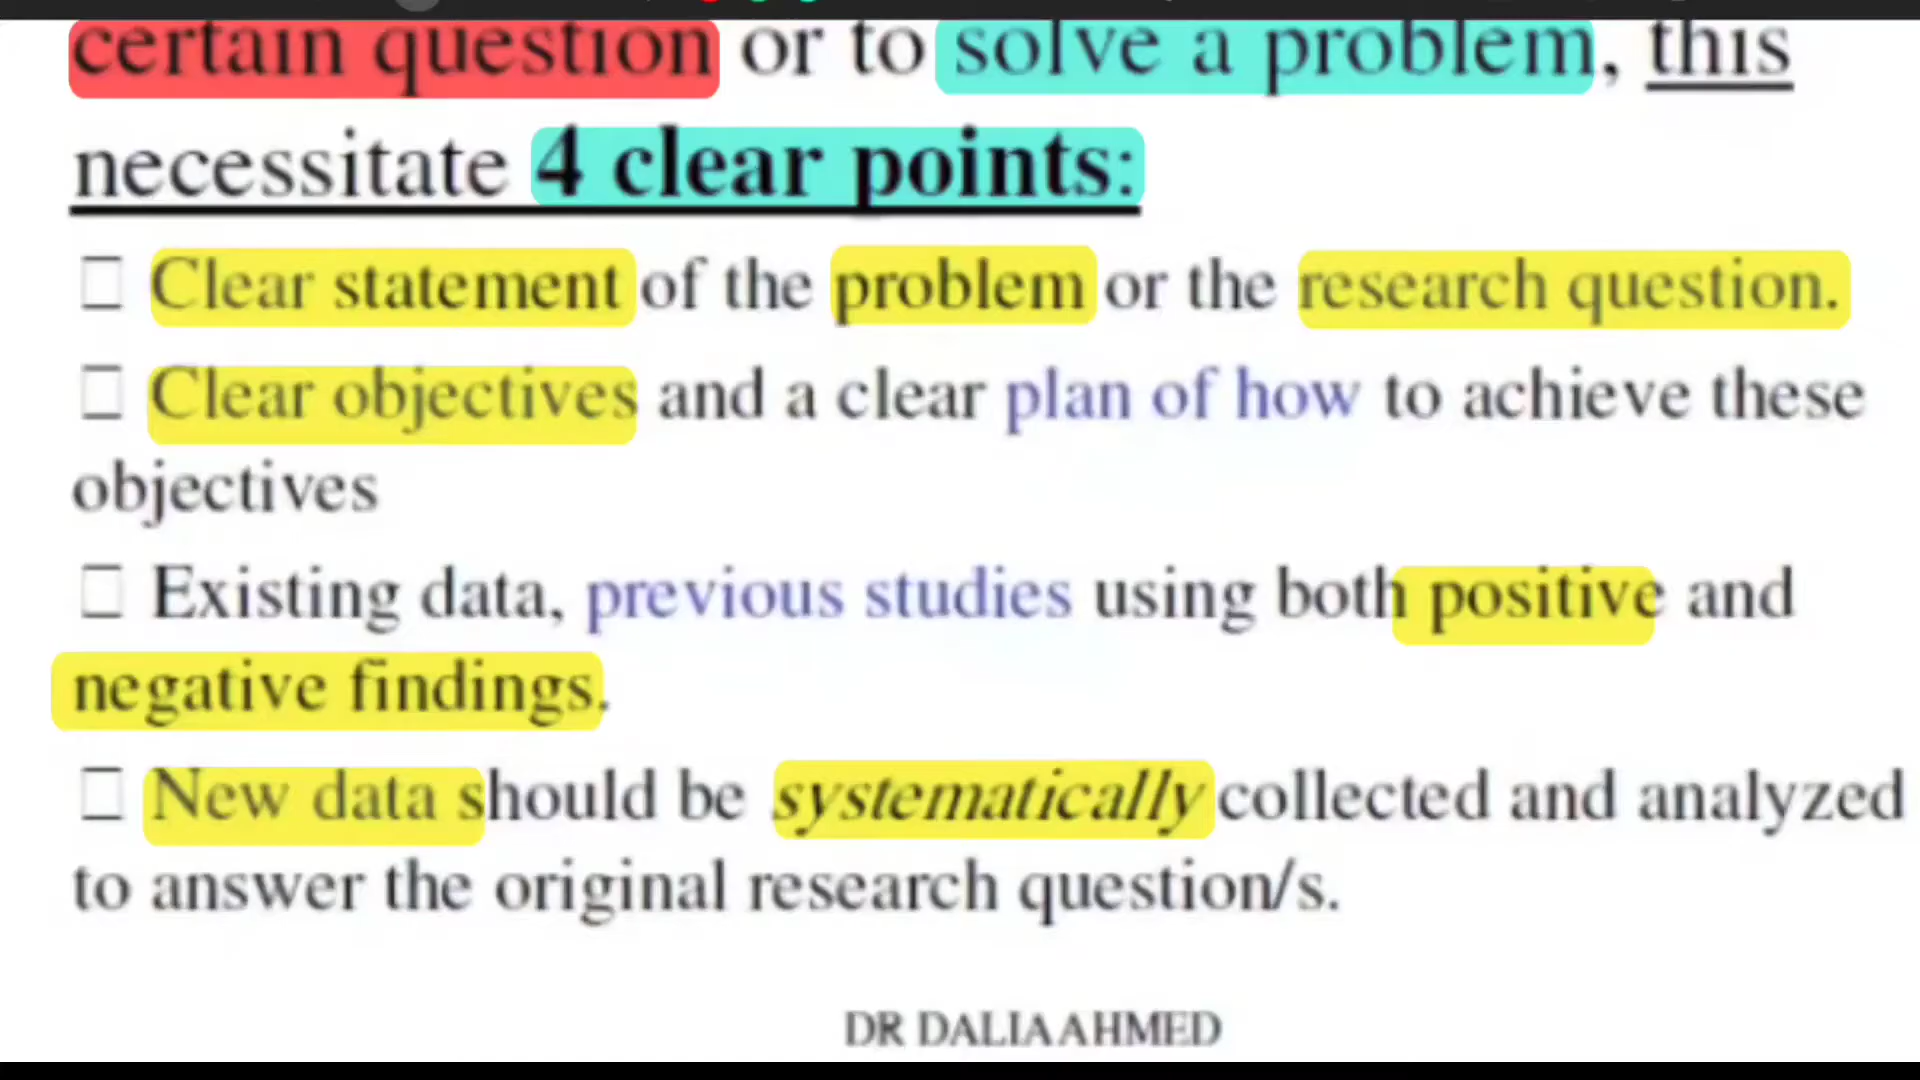 certain question or to solve a problem, this
necessitate 4 clear points:
□ Clear statement of the problem or the research question.
□ Clear objectives and a clear plan of how to achieve these
objectives
□ Existing data, previous studies using both positive and
negative findings.
□ New data should be systematically collected and analyzed
to answer the original research question/s.
DR DALIA AHMED